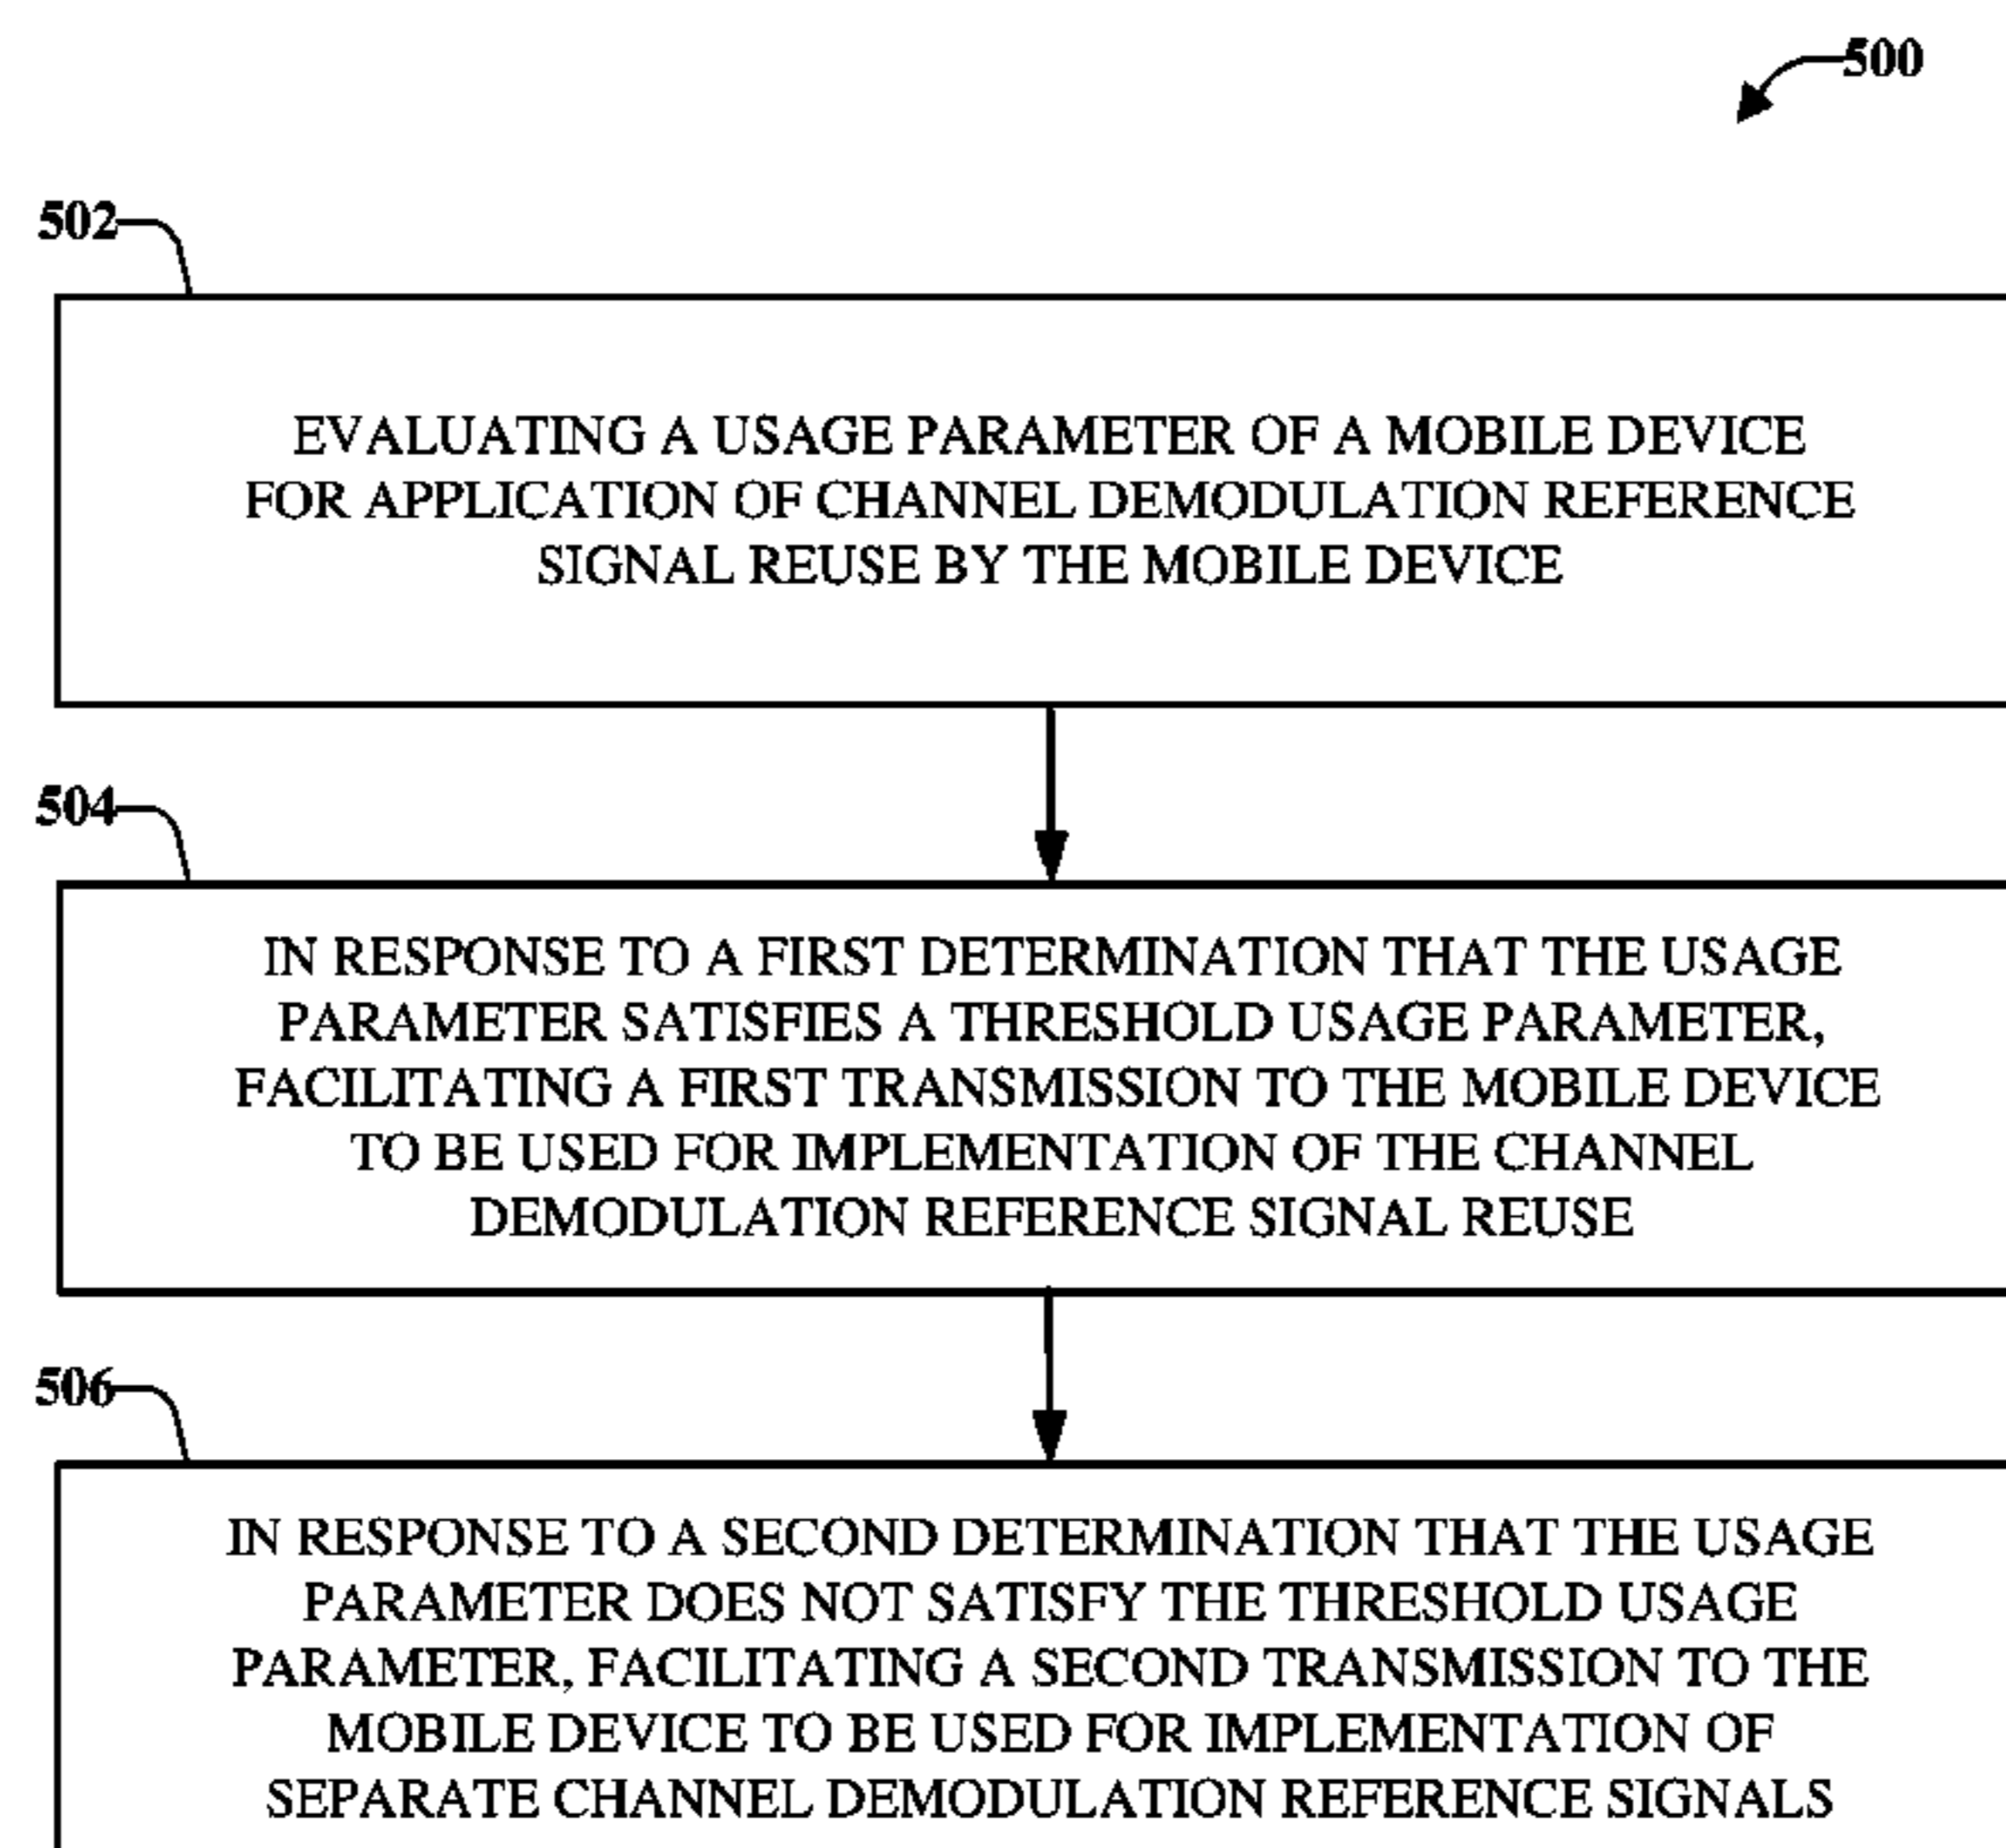 500
502
EVALUATING A USAGE PARAMETER OF A MOBILE DEVICE
FOR APPLICATION OF CHANNEL DEMODULATION REFERENCE
SIGNAL REUSE BY THE MOBILE DEVICE
504
IN RESPONSE TO A FIRST DETERMINATION THAT THE USAGE
PARAMETER SATISFIES A THRESHOLD USAGE PARAMETER,
FACILITATING A FIRST TRANSMISSION TO THE MOBILE DEVICE
TO BE USED FOR IMPLEMENTATION OF THE CHANNEL
DEMODULATION REFERENCE SIGNAL REUSE
506
IN RESPONSE TO A SECOND DETERMINATION THAT THE USAGE
PARAMETER DOES NOT SATISFY THE THRESHOLD USAGE
PARAMETER, FACILITATING A SECOND TRANSMISSION TO THE
MOBILE DEVICE TO BE USED FOR IMPLEMENTATION OF
SEPARATE CHANNEL DEMODULATION REFERENCE SIGNALS